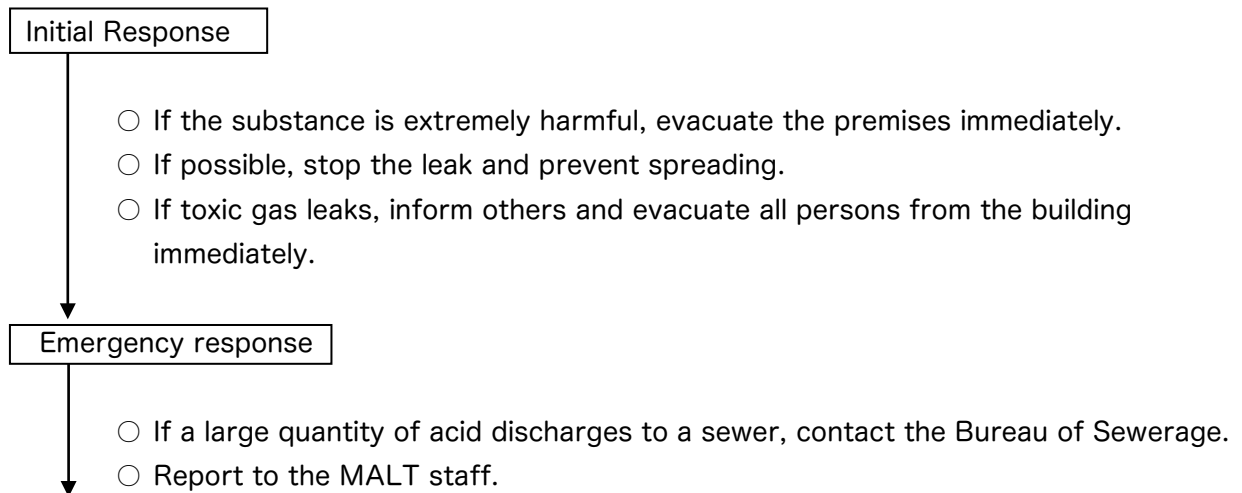 Initial Response
○ If the substance is extremely harmful, evacuate the premises immediately.
○ If possible, stop the leak and prevent spreading.
○ If toxic gas leaks, inform others and evacuate all persons from the building
immediately.
Emergency response
○ If a large quantity of acid discharges to a sewer, contact the Bureau of Sewerage.
○ Report to the MALT staff.